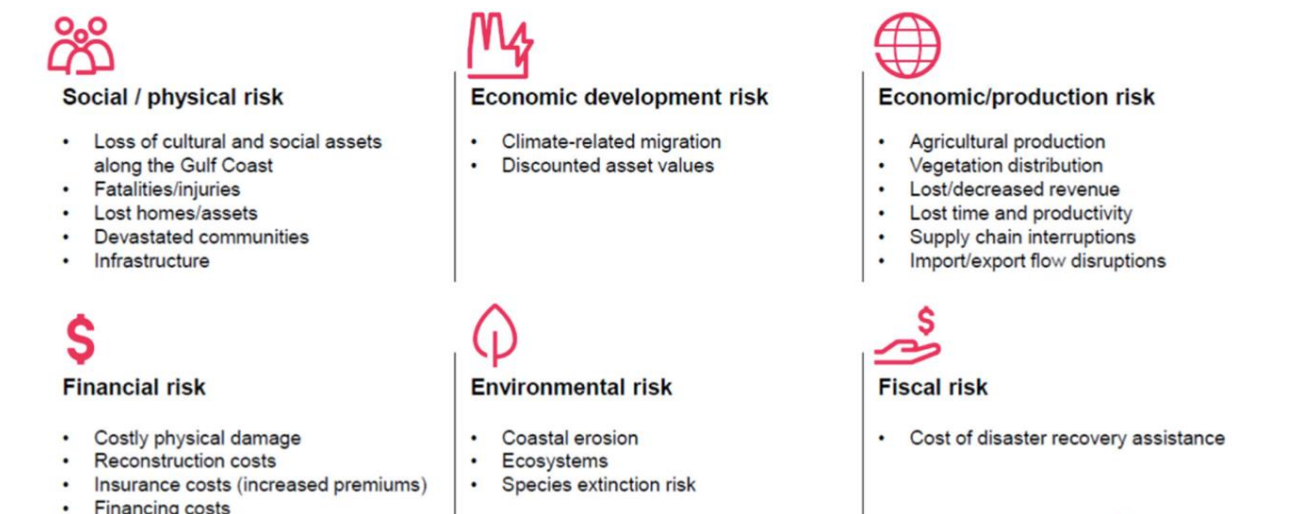 Social / physical risk
• Loss of cultural and social assets
along the Gulf Coast
• Fatalities/injuries
• Lost homes/assets
• Devastated communities
• Infrastructure
Economic development risk
• Climate-related migration
• Discounted asset values
Economic/production risk
• Agricultural production
• Vegetation distribution
• Lost/decreased revenue
• Lost time and productivity
• Supply chain interruptions
• Import/export flow disruptions
$
Financial risk
• Costly physical damage
• Reconstruction costs
• Insurance costs (increased premiums)
• Financing costs
Environmental risk
• Coastal erosion
• Ecosystems
• Species extinction risk
$
Fiscal risk
• Cost of disaster recovery assistance